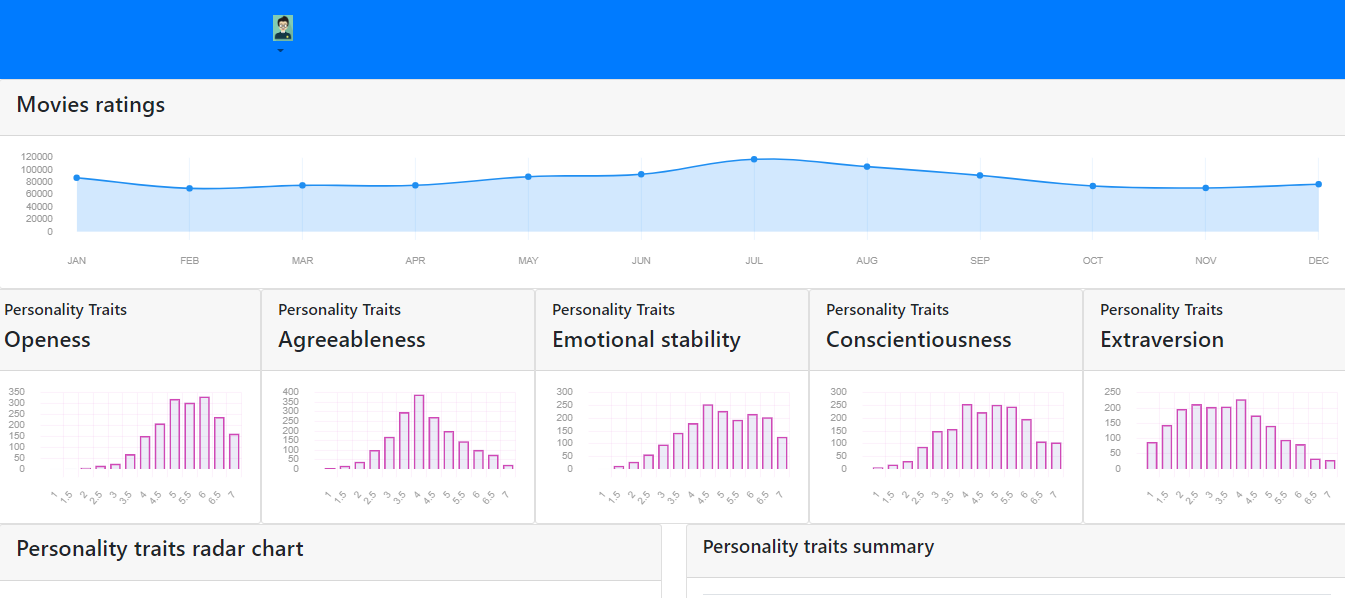 Movies ratings
120000
100000
80000
60000
40000
20000
0
JAN FEB MAR APR MAY JUN JUL AUG SEP OCT NOV DEC
Personality Traits
Openess
350
300
250
200
150
100
50
0
1 1.5 2 2.5 3 3.5 4 4.5 5 5.5 6 6.5 7
Personality Traits
Agreeableness
400
350
300
250
200
150
100
50
0
1 1.5 2 2.5 3 3.5 4 4.5 5 5.5 6 6.5 7
Personality Traits
Emotional stability
300
250
200
150
100
50
0
1 1.5 2 2.5 3 3.5 4 4.5 5 5.5 6 6.5 7
Personality Traits
Conscientiousness
300
250
200
150
100
50
0
1 1.5 2 2.5 3 3.5 4 4.5 5 5.5 6 6.5 7
Personality Traits
Extraversion
250
200
150
100
50
0
1 1.5 2 2.5 3 3.5 4 4.5 5 5.5 6 6.5 7
Personality traits radar chart
Personality traits summary